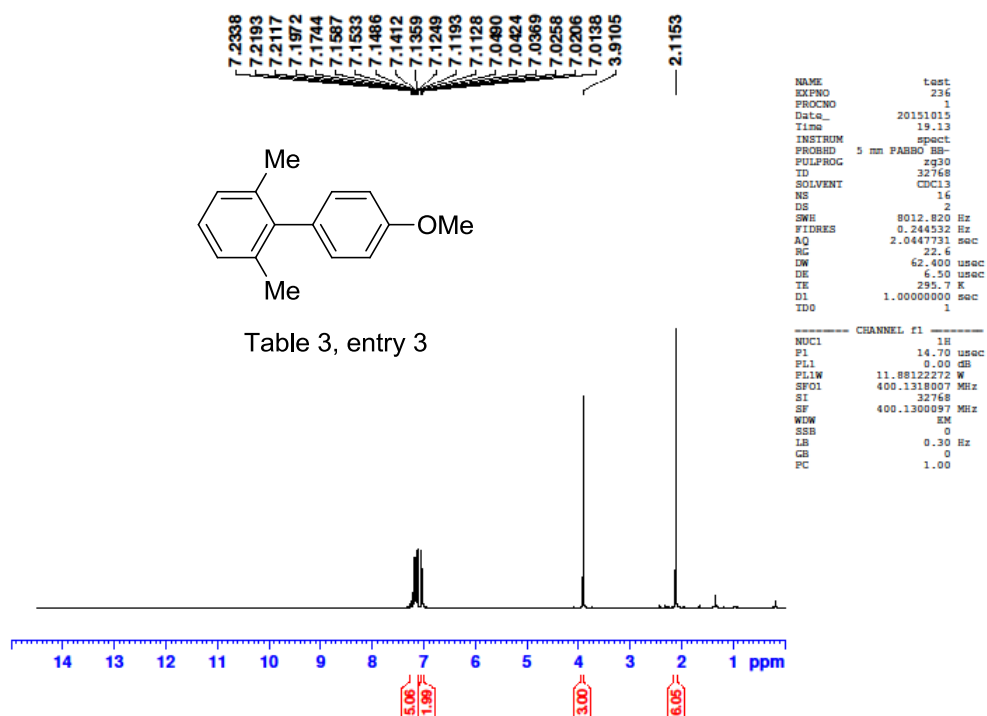 7.2338
7.2193
7.2117
7.1972
7.1744
7.1587
7.1533
7.1486
7.1412
7.1359
7.1249
7.1193
7.1128
7.0490
7.0424
7.0369
7.0258
7.0206
7.0138
3.9105
2.1153
Me
OMe
Me
Table 3, entry 3
NAME test
EXPNO 236
PROCNO 1
Date_ 20151015
Time 19.13
INSTRUM spect
PROBHD 5 mm PABBO BB-
PULPROG zg30
TD 32768
SOLVENT CDCl3
NS 16
DS 2
SWH 8012.820 Hz
FIDRES 0.244532 Hz
AQ 2.0447731 sec
RG 22.6
DW 62.400 usec
DE 6.50 usec
TE 295.7 K
D1 1.00000000 sec
TD0 1
======== CHANNEL f1 ========
NUC1 1H
P1 14.70 usec
PL1 0.00 dB
PL1W 11.88122272 W
SFO1 400.1318007 MHz
SI 32768
SF 400.1300097 MHz
WDW EM
SSB 0
LB 0.30 Hz
GB 0
PC 1.00
14 13 12 11 10 9 8 7 6 5 4 3 2 1 ppm
5.06
1.99
3.00
6.05